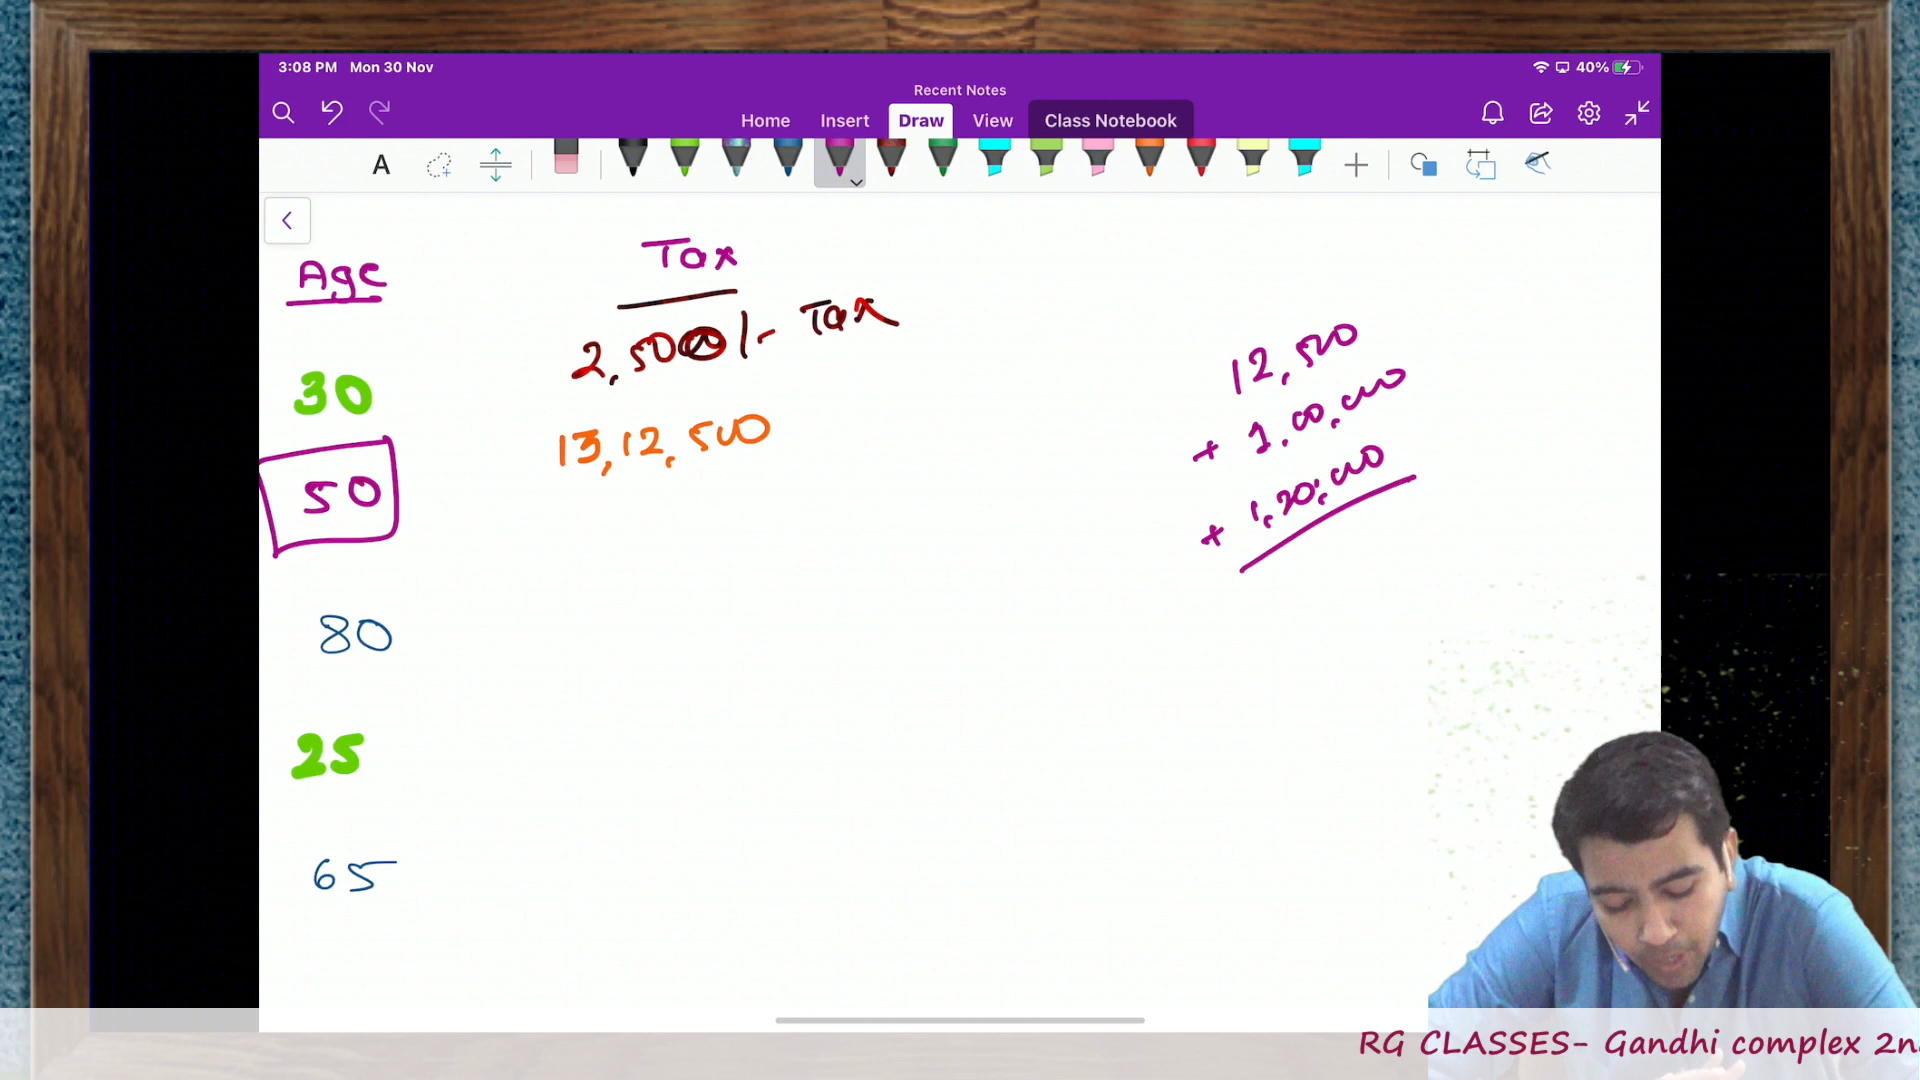 3:08 PM Mon 30 Nov
40%
Recent Notes
Home Insert Draw View Class Notebook
A
Age
Tax
2,500/- Tax
30
13,12,500
50
80
25
65
12,500
+ 1,00,000
+ 1,20,000
RG CLASSES- Gandhi complex 2n